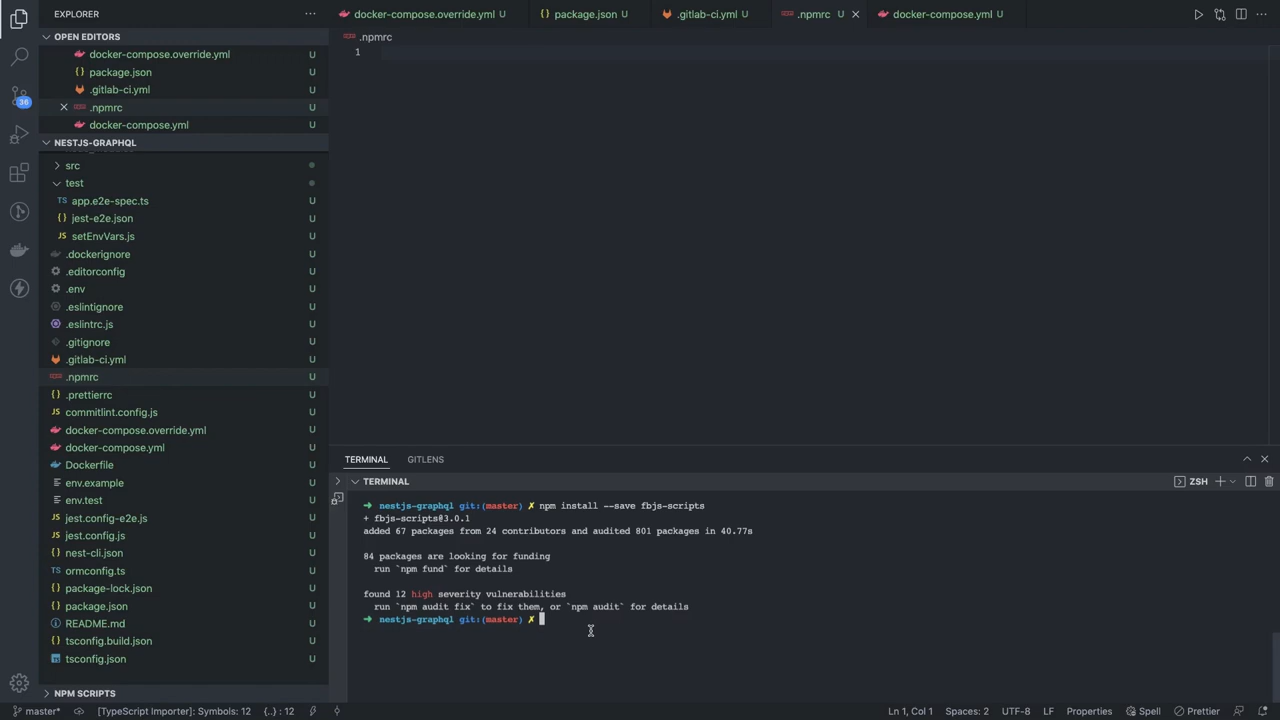 EXPLORER
OPEN EDITORS
docker-compose.override.yml U
package.json U
.gitlab-ci.yml U
.npmrc U
docker-compose.yml U
NESTJS-GRAPHQL
src
test
app.e2e-spec.ts U
jest-e2e.json U
setEnvVars.js U
.dockerignore U
.editorconfig U
.env U
.eslintignore U
.eslintrc.js U
.gitignore U
.gitlab-ci.yml U
.npmrc U
.prettierrc U
commitlint.config.js U
docker-compose.override.yml U
docker-compose.yml U
Dockerfile U
env.example U
env.test U
jest.config-e2e.js U
jest.config.js U
nest-cli.json U
ormconfig.ts U
package-lock.json U
package.json U
README.md U
tsconfig.build.json U
tsconfig.json U
NPM SCRIPTS
36
docker-compose.override.yml U package.json U .gitlab-ci.yml U .npmrc U docker-compose.yml U
.npmrc
1
TERMINAL GITLENS
TERMINAL ZSH
➜ nestjs-graphql git:(master) ✗ npm install --save fbjs-scripts
+ fbjs-scripts@3.0.1
added 67 packages from 24 contributors and audited 801 packages in 40.77s
84 packages are looking for funding
run `npm fund` for details
found 12 high severity vulnerabilities
run `npm audit fix` to fix them, or `npm audit` for details
➜ nestjs-graphql git:(master) ✗
master* [TypeScript Importer]: Symbols: 12 {..} : 12 Ln 1, Col 1 Spaces: 2 UTF-8 LF Properties Spell Prettier